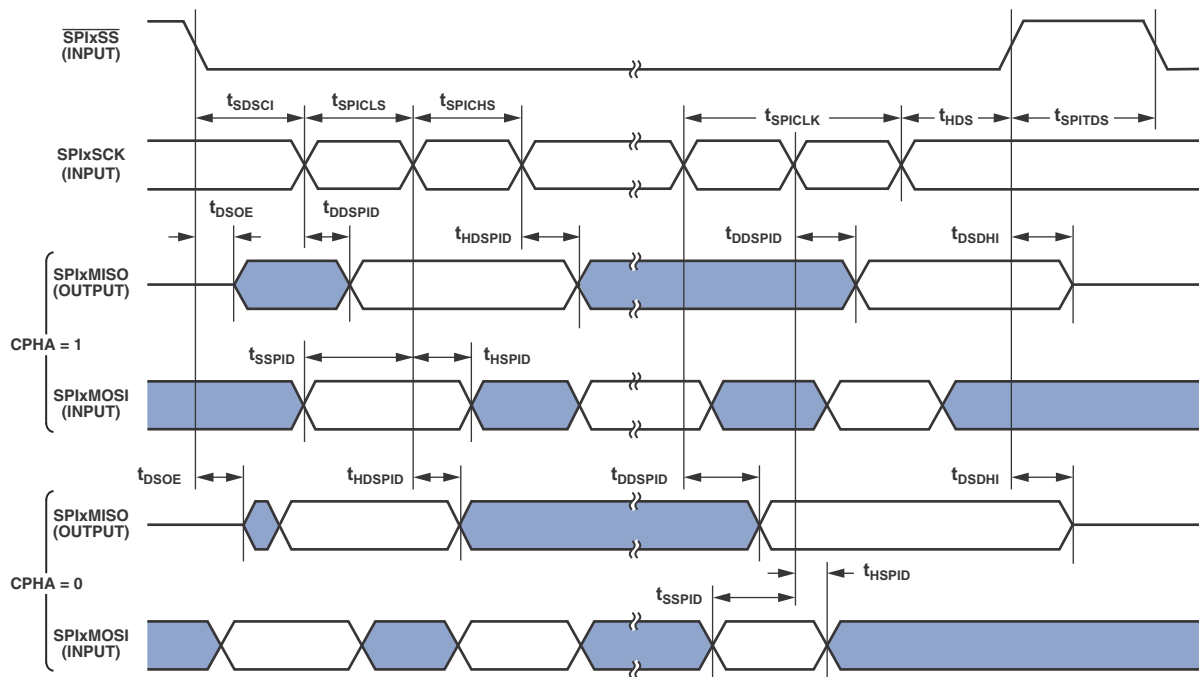 SPIxSS
(INPUT)
tSDSCI tSPICLS tSPICHS tSPICLK tHDS tSPITDS
SPIxSCK
(INPUT)
tDSOE tDDSPID tHDSPID tDDSPID tDSDHI
SPIxMISO
(OUTPUT)
CPHA = 1
tSSPID tHSPID
SPIxMOSI
(INPUT)
tDSOE tHDSPID tDDSPID tDSDHI
SPIxMISO
(OUTPUT)
CPHA = 0
tSSPID tHSPID
SPIxMOSI
(INPUT)